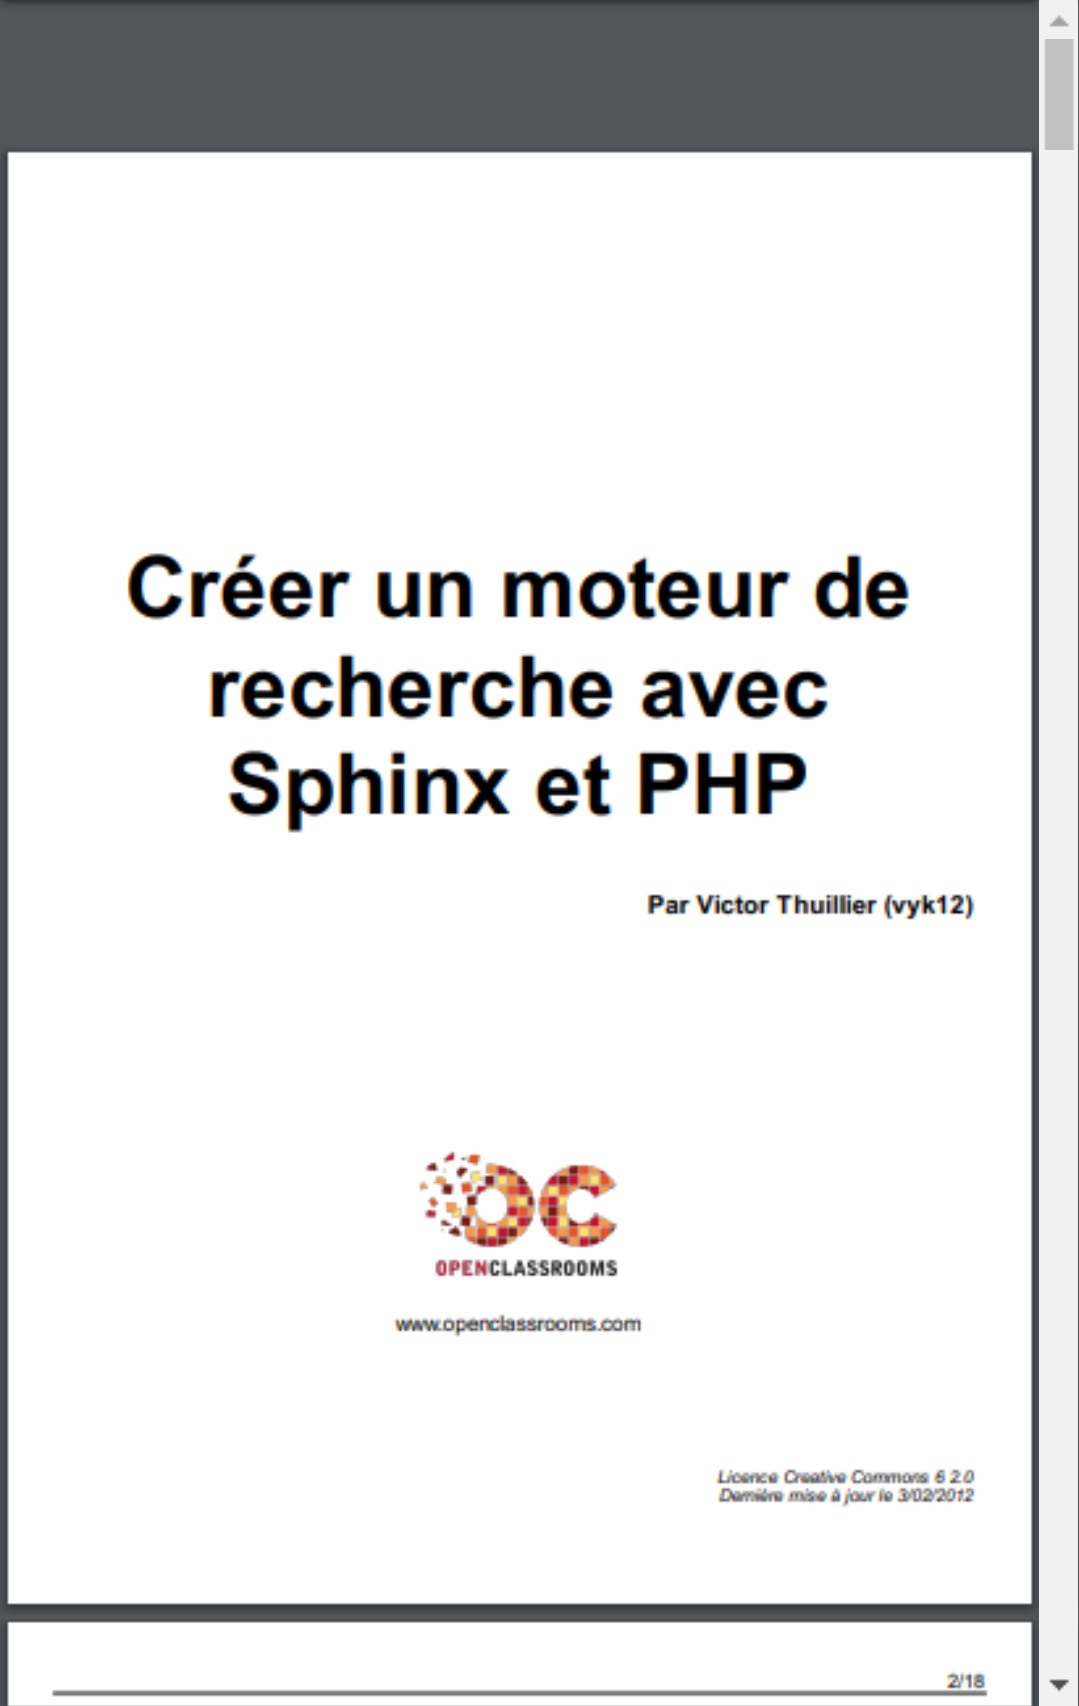 Créer un moteur de
recherche avec
Sphinx et PHP
Par Victor Thuillier (vyk12)
OC
OPENCLASSROOMS
www.openclassrooms.com
Licence Creative Commons 6 2.0
Dernière mise à jour le 3/02/2012
2/18